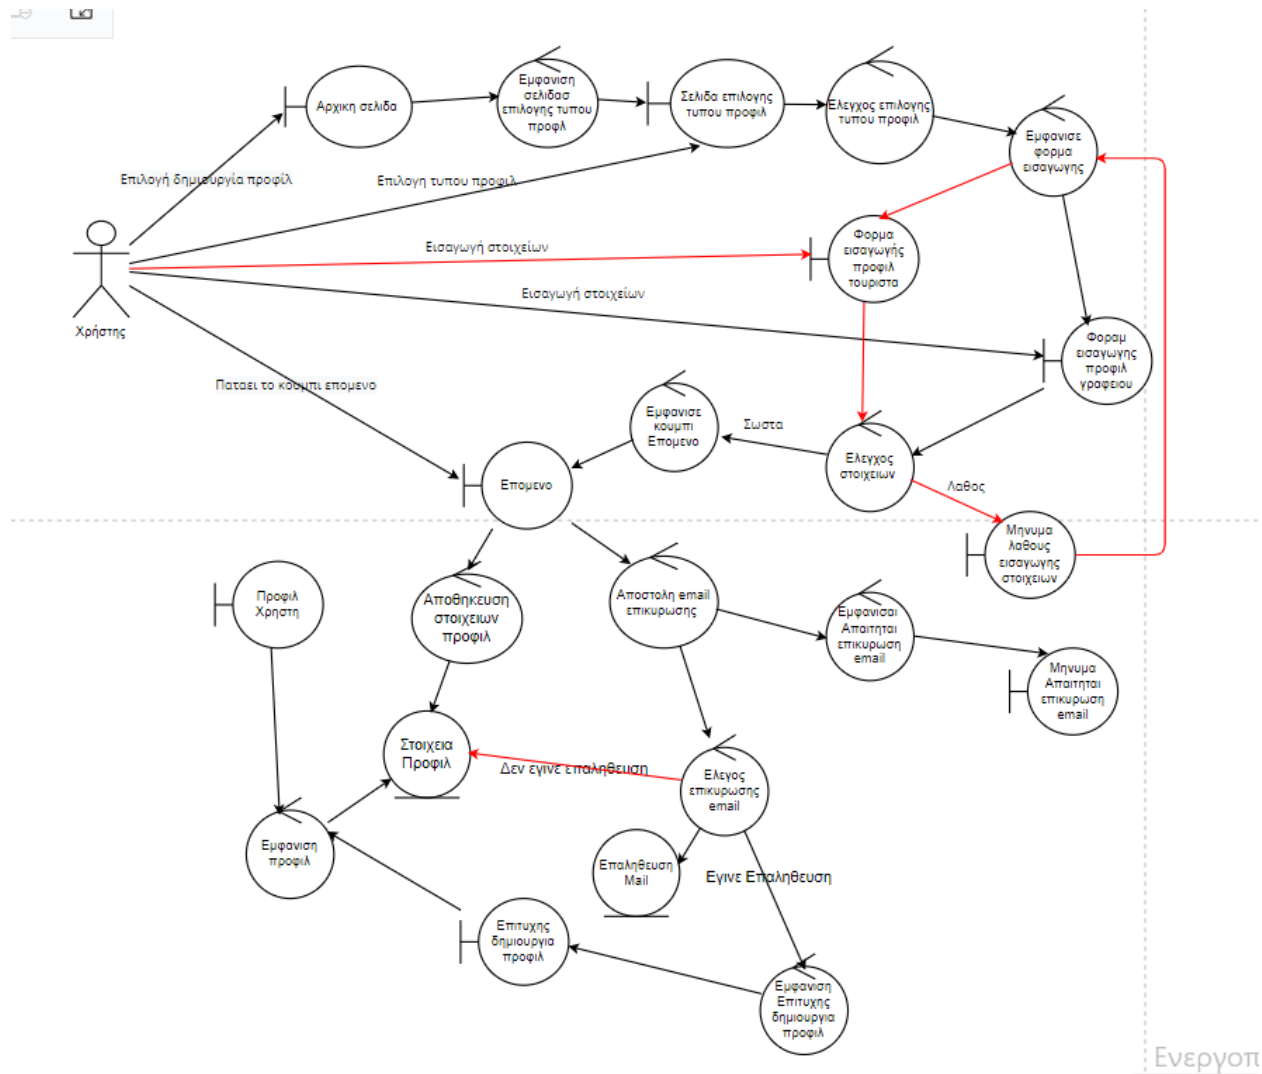 Αρχικη σελιδα
Εμφανιση
σελιδασ
επιλογης τυπου
προφλ
Σελιδα επιλογης
τυπου προφιλ
Ελεγχος επιλογης
τυπου προφιλ
Εμφανισε
φορμα
εισαγωγης
Επιλογή δημιουργία προφίλ
Επιλογη τυπου προφιλ
Εισαγωγή στοιχείων
Φορμα
εισαγωγής
προφιλ
τουριστα
Εισαγωγή στοιχείων
Χρήστης
Φοραμ
εισαγωγης
προφιλ
γραφειου
Παταει το κουμπι επομενο
Εμφανισε
κουμπι
Επομενο
Σωστα
Ελεγχος
στοιχειων
Λαθος
Επομενο
Μηνυμα
λαθους
εισαγωγης
στοιχειων
Προφιλ
Χρηστη
Αποθηκευση
στοιχειων
προφιλ
Αποστολη email
επικυρωσης
Εμφανισαι
Απαιτηται
επικυρωση
email
Μηνυμα
Απαιτηται
επικυρωση
email
Στοιχεια
Προφιλ
Δεν εγινε επαληθευση
Ελεγος
επικυρωσης
email
Εμφανιση
προφιλ
Επαληθευση
Mail
Εγινε Επαληθευση
Επιτυχης
δημιουργια
προφιλ
Εμφανιση
Επιτυχης
δημιουργια
προφιλ
Ενεργοπ